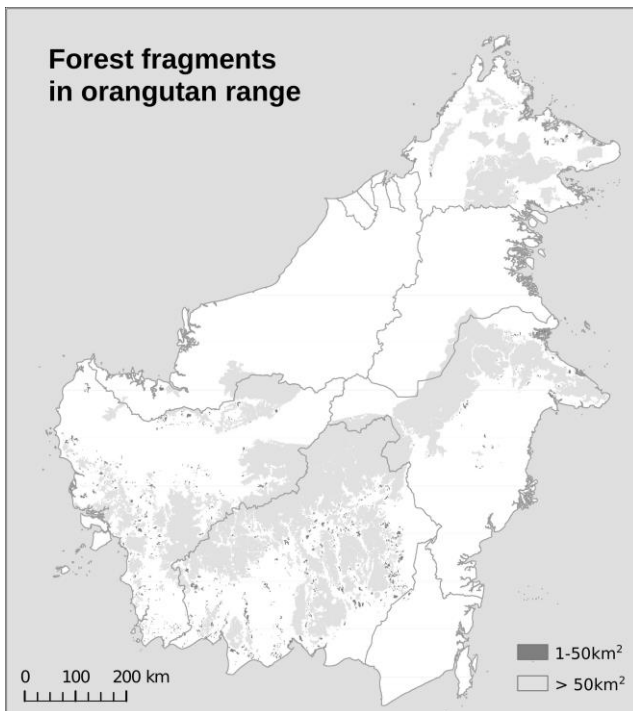 Forest fragments
in orangutan range
0 100 200 km
1-50km²
> 50km²